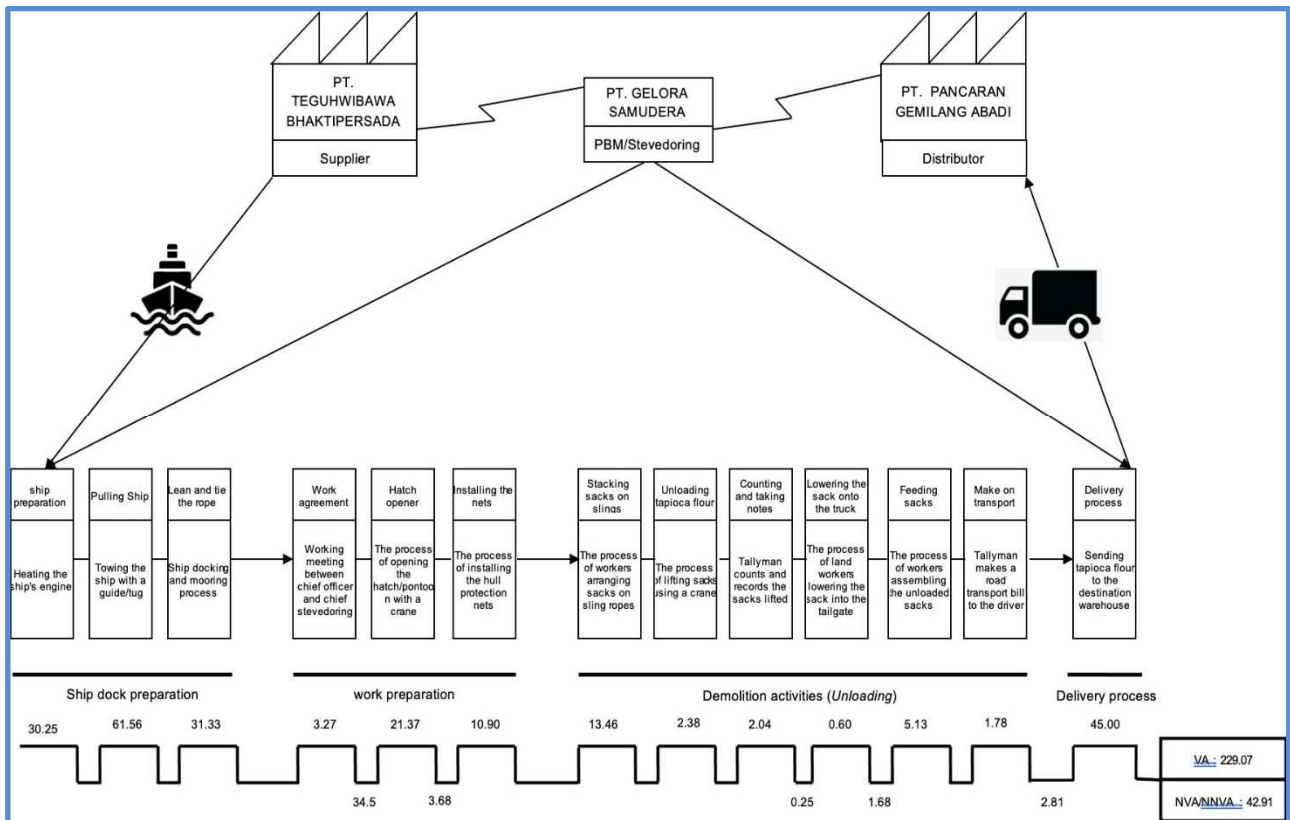 PT.
TEGUHWIBAWA
BHAKTIPERSADA
Supplier
PT. GELORA
SAMUDERA
PBM/Stevedoring
PT. PANCARAN
GEMILANG ABADI
Distributor
ship
preparation
Heating the
ship's engine
Pulling Ship
Towing the
ship with a
guide/tug
Lean and tie
the rope
Ship docking
and mooring
process
Work
agreement
Working
meeting
between
chief officer
and chief
stevedoring
Hatch
opener
The process
of opening
the
hatch/pontoo
n with a
crane
Installing the
nets
The process
of installing
the hull
protection
nets
Stacking
sacks on
slings
The process
of workers
arranging
sacks on
sling ropes
Unloading
tapioca flour
The process
of lifting sacks
using a crane
Counting
and taking
notes
Tallyman
counts and
records the
sacks lifted
Lowering the
sack onto
the truck
The process
of land
workers
lowering the
sack into the
tailgate
Feeding
sacks
The process
of workers
assembling
the unloaded
sacks
Make on
transport
Tallyman
makes a
road
transport bill
to the driver
Delivery
process
Sending
tapioca flour
to the
destination
warehouse
Ship dock preparation
work preparation
Demolition activities (Unloading)
Delivery process
30.25
61.56
31.33
3.27
21.37
10.90
13.46
2.38
2.04
0.60
5.13
1.78
45.00
34.5
3.68
0.25
1.68
2.81
VA : 229.07
NVA/NNVA : 42.91